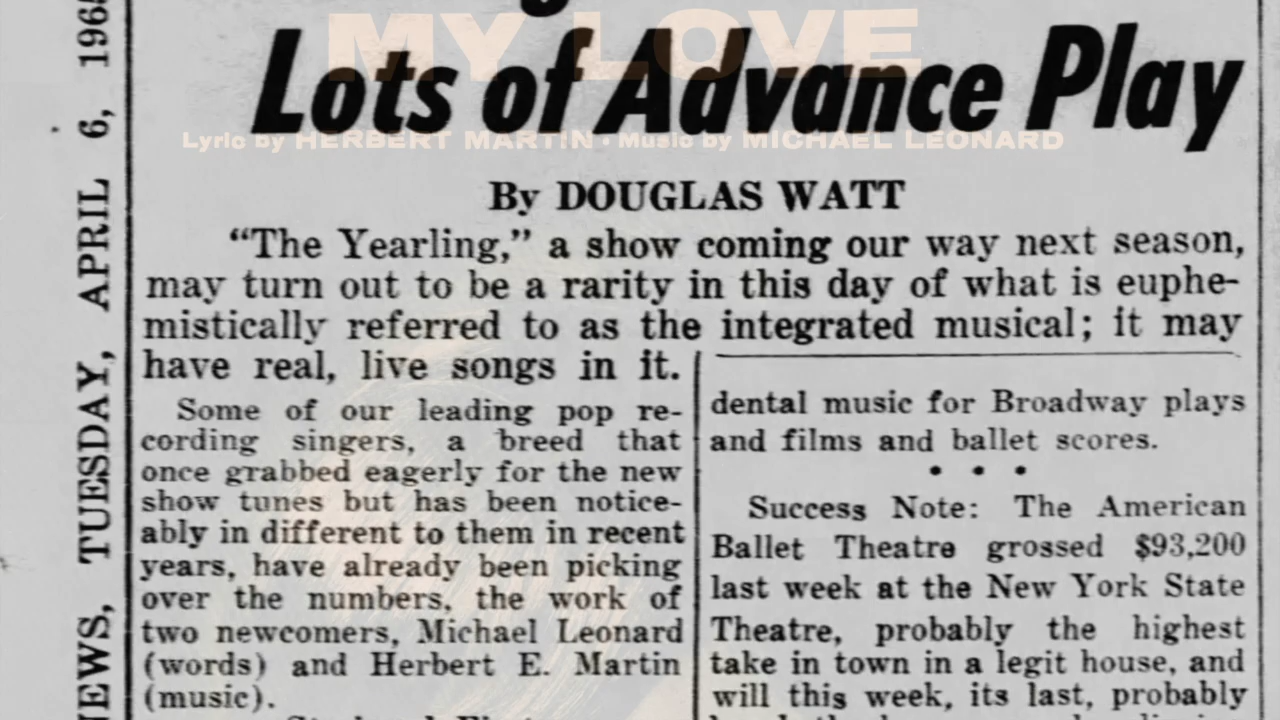 MY LOVE
Lots of Advance Play
Lyric by HERBERT MARTIN • Music by MICHAEL LEONARD
By DOUGLAS WATT
“The Yearling,” a show coming our way next season,
may turn out to be a rarity in this day of what is euphe-
mistically referred to as the integrated musical; it may
have real, live songs in it.
Some of our leading pop re-
cording singers, a breed that
once grabbed eagerly for the new
show tunes but has been notice-
ably in different to them in recent
years, have already been picking
over the numbers, the work of
two newcomers, Michael Leonard
(words) and Herbert E. Martin
(music).
dental music for Broadway plays
and films and ballet scores.
• • •
Success Note: The American
Ballet Theatre grossed $93,200
last week at the New York State
Theatre, probably the highest
take in town in a legit house, and
will this week, its last, probably
NEWS, TUESDAY, APRIL 6, 1965